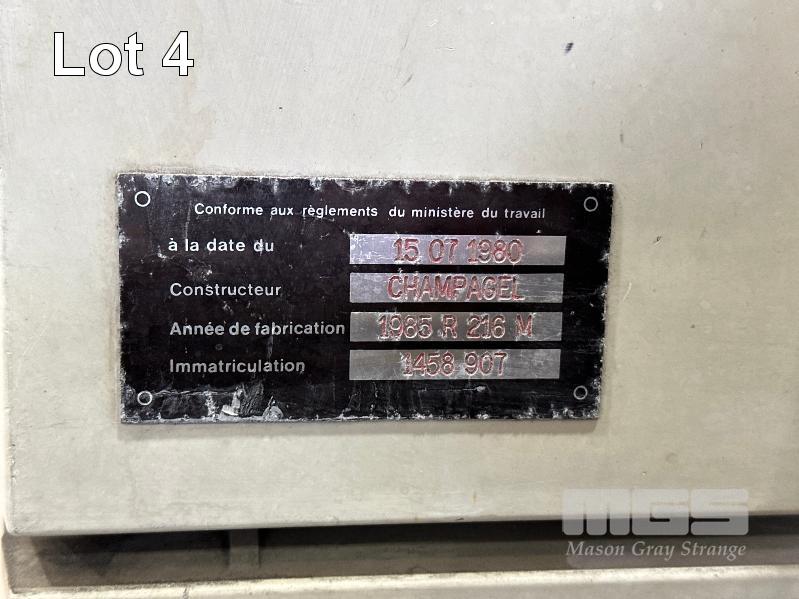 Lot 4
Conforme aux règlements du ministère du travail
à la date du 15 07 1980
Constructeur CHAMPAGEL
Année de fabrication 1985 R 216 M
Immatriculation 1458 907
MGS
Mason Gray Strange